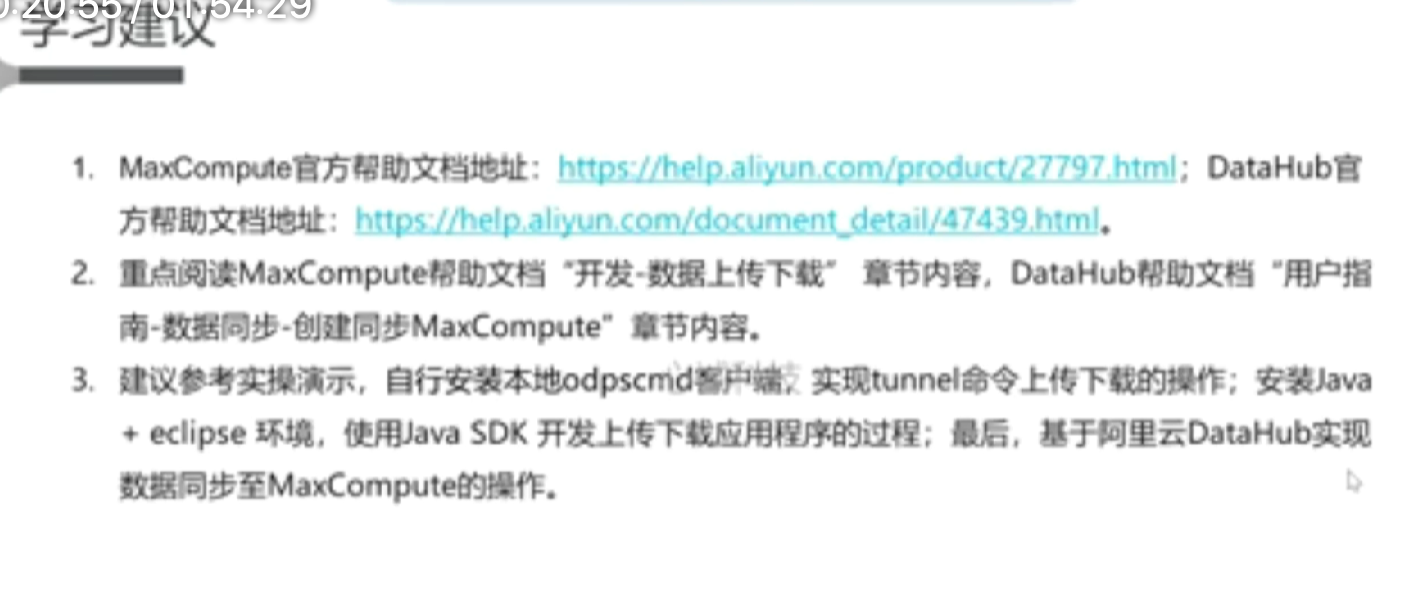 0:20:55 / 01:54:29
学习建议
1. MaxCompute官方帮助文档地址：https://help.aliyun.com/product/27797.html；DataHub官
方帮助文档地址：https://help.aliyun.com/document_detail/47439.html。
2. 重点阅读MaxCompute帮助文档“开发-数据上传下载” 章节内容，DataHub帮助文档“用户指
南-数据同步-创建同步MaxCompute”章节内容。
3. 建议参考实操演示，自行安装本地odpscmd客户端，实现tunnel命令上传下载的操作；安装Java
+ eclipse 环境，使用Java SDK 开发上传下载应用程序的过程；最后，基于阿里云DataHub实现
数据同步至MaxCompute的操作。